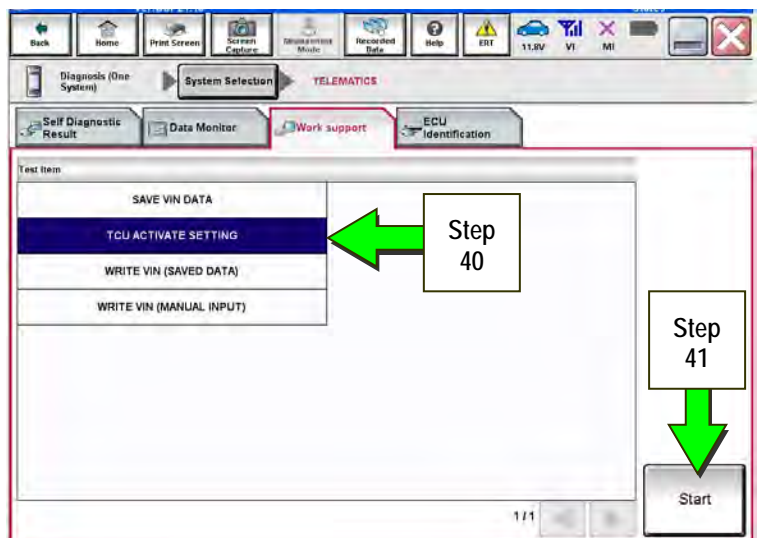 Back
Home
Print Screen
Screen
Capture
Measurement
Mode
Recorded
Data
Help
ERT
11.8V
VI
MI
Diagnosis (One
System)
System Selection
TELEMATICS
Self Diagnostic
Result
Data Monitor
Work support
ECU
Identification
Test Item
SAVE VIN DATA
TCU ACTIVATE SETTING
WRITE VIN (SAVED DATA)
WRITE VIN (MANUAL INPUT)
Step
40
Step
41
Start
1/1